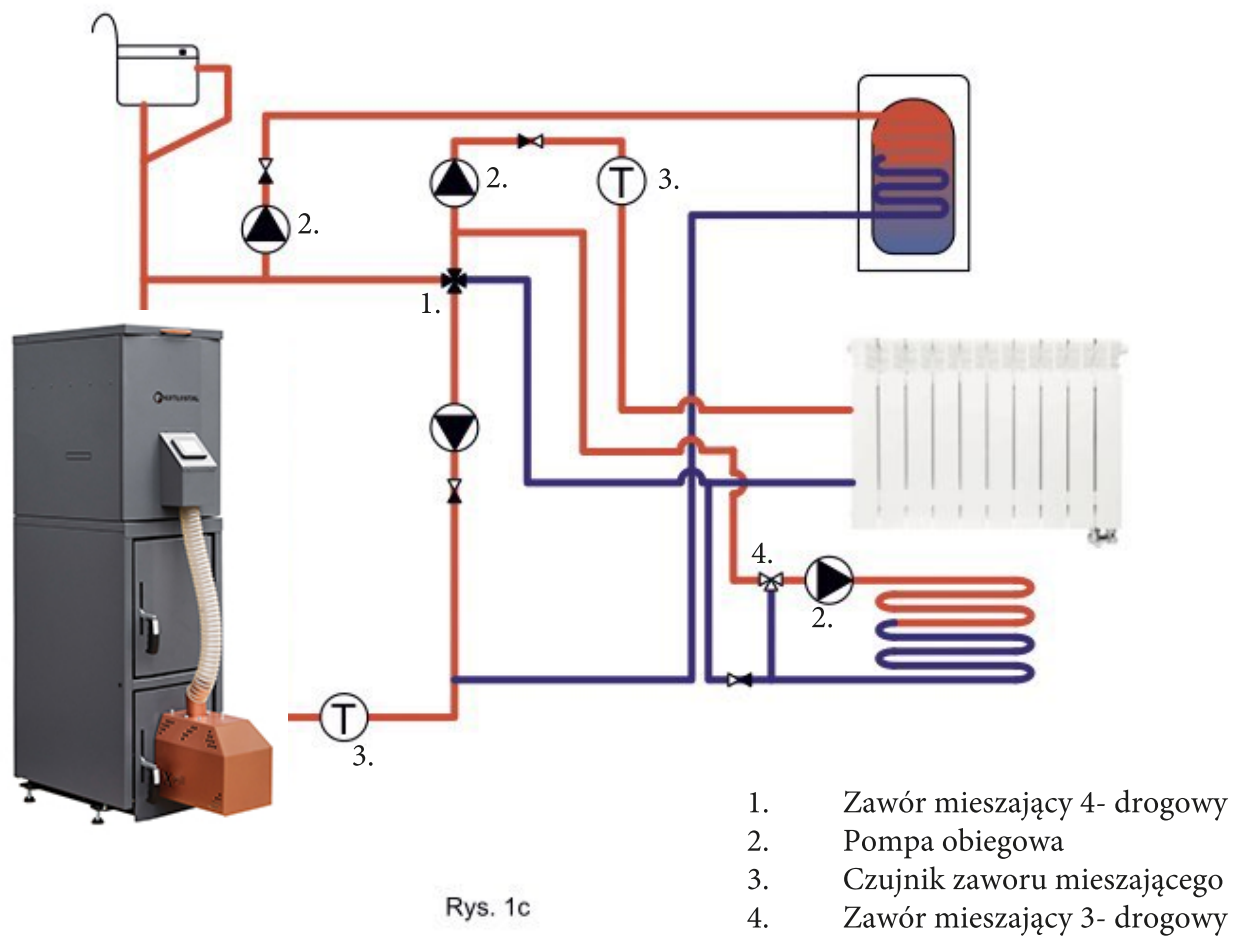 2.
3.
2.
T
1.
4.
2.
T
3.
1. Zawór mieszający 4- drogowy
2. Pompa obiegowa
3. Czujnik zaworu mieszającego
4. Zawór mieszający 3- drogowy
Rys. 1c